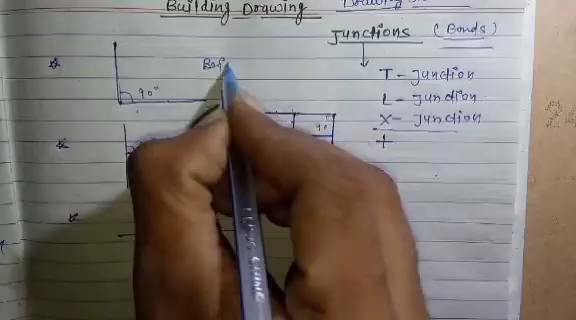 Building Drawing
Junctions (Bonds)
T - Junction
90°
L - Junction
X - Junction
90
+